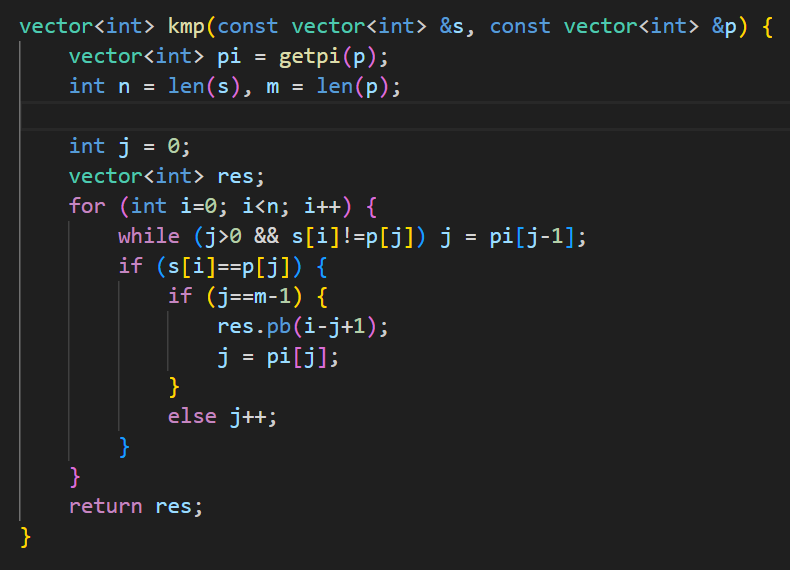 vector<int> kmp(const vector<int> &s, const vector<int> &p) {
    vector<int> pi = getpi(p);
    int n = len(s), m = len(p);

    int j = 0;
    vector<int> res;
    for (int i=0; i<n; i++) {
        while (j>0 && s[i]!=p[j]) j = pi[j-1];
        if (s[i]==p[j]) {
            if (j==m-1) {
                res.pb(i-j+1);
                j = pi[j];
            }
            else j++;
        }
    }
    return res;
}